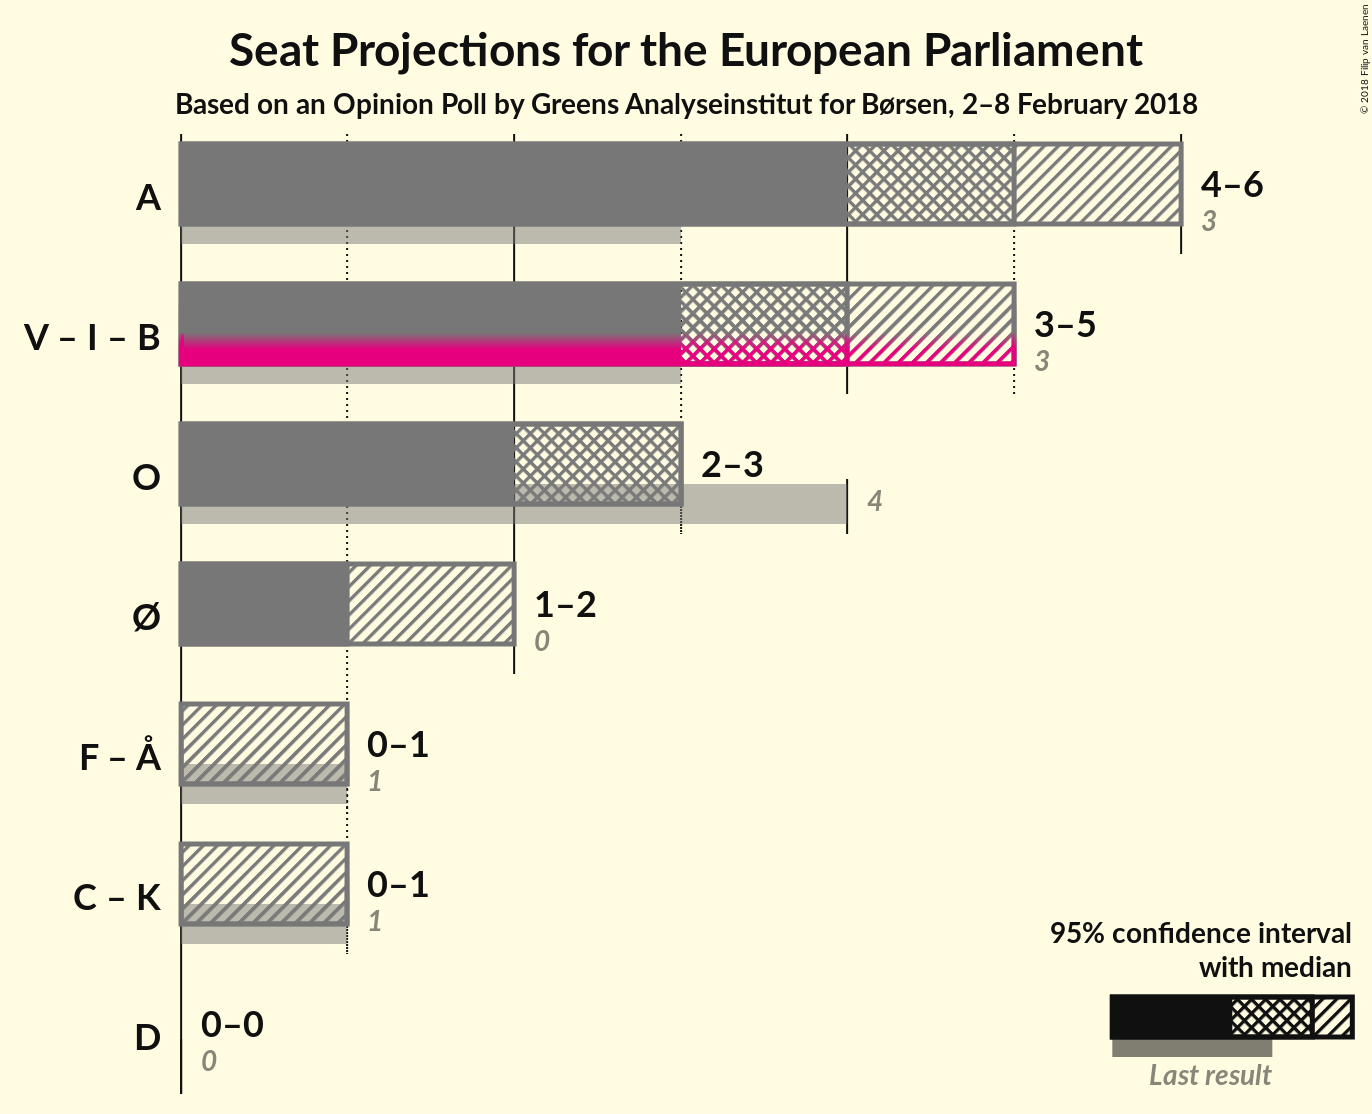 Seat Projections for the European Parliament
Based on an Opinion Poll by Greens Analyseinstitut for Børsen, 2–8 February 2018
© 2018 Filip van Laenen
A
4–6
3
V – I – B
3–5
3
O
2–3
4
Ø
1–2
0
F – Å
0–1
1
C – K
0–1
1
D
0–0
0
95% confidence interval
with median
Last result